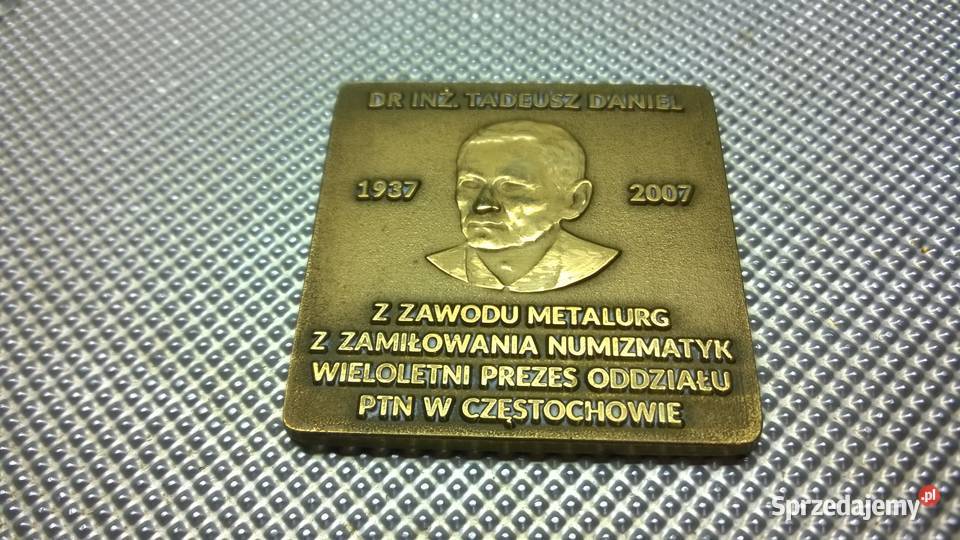 DR INŻ. TADEUSZ DANIEL
1937 2007
Z ZAWODU METALURG
Z ZAMIŁOWANIA NUMIZMATYK
WIELOLETNI PREZES ODDZIAŁU
PTN W CZĘSTOCHOWIE
Sprzedajemy.pl